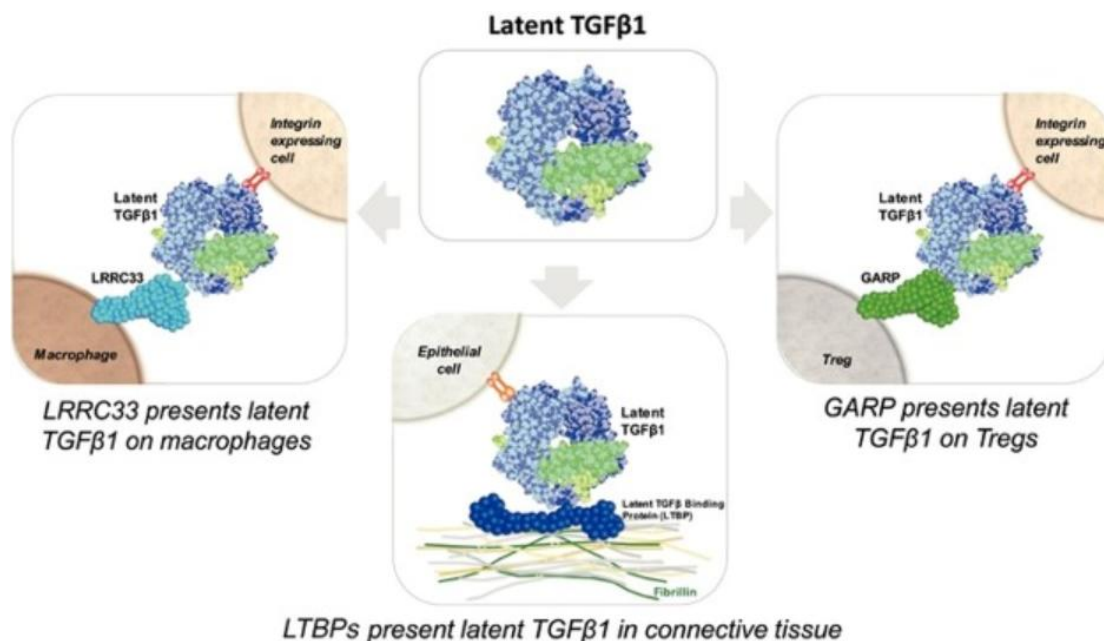 Latent TGFβ1
Integrin
expressing
cell
Latent
TGFβ1
LRRC33
Macrophage
LRRC33 presents latent
TGFβ1 on macrophages
Epithelial
cell
Latent
TGFβ1
Latent TGFβ Binding
Protein (LTBP)
Fibrillin
LTBPs present latent TGFβ1 in connective tissue
Integrin
expressing
cell
Latent
TGFβ1
GARP
Treg
GARP presents latent
TGFβ1 on Tregs